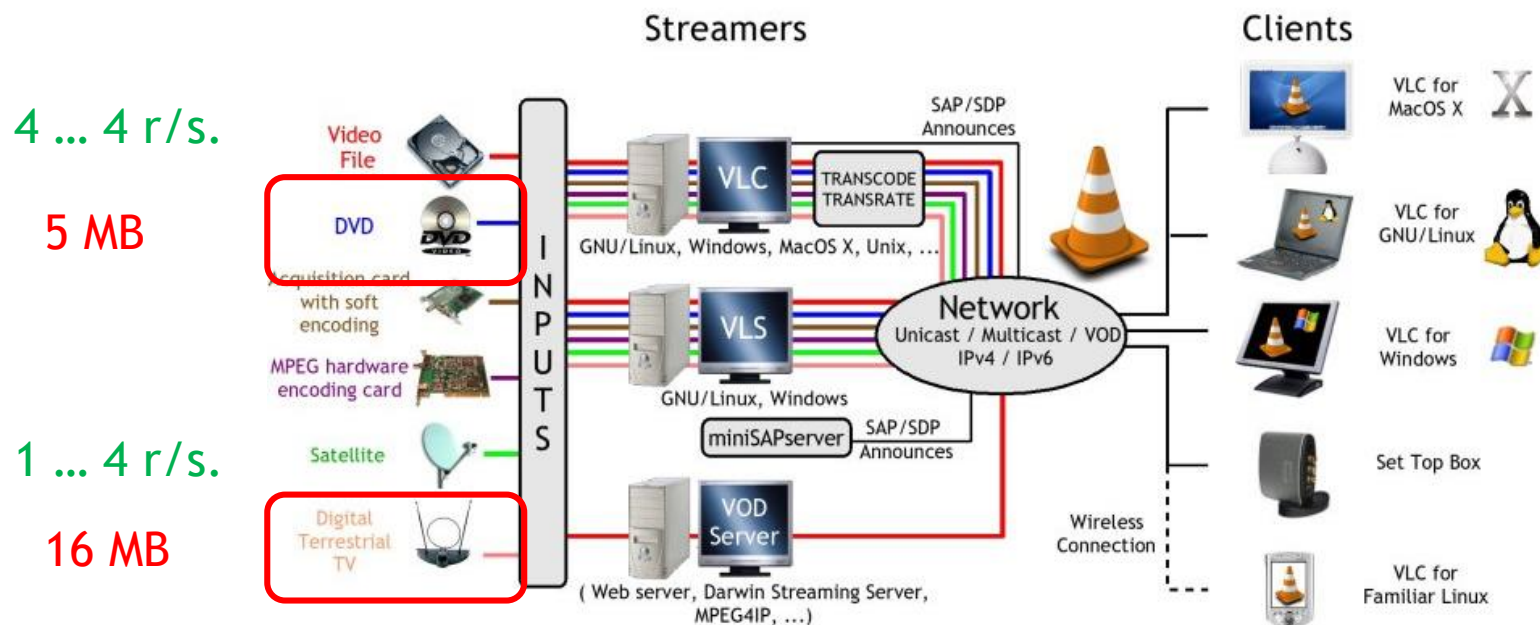 Streamers
Clients
4 ... 4 r/s.
5 MB
1 ... 4 r/s.
16 MB
Video
File
DVD
DVD
VIDEO
Acquisition card
with soft
encoding
MPEG hardware
encoding card
Satellite
Digital
Terrestrial
TV
INPUTS
VLC
TRANSCODE
TRANSRATE
SAP/SDP
Announces
GNU/Linux, Windows, MacOS X, Unix, ...
VLS
GNU/Linux, Windows
miniSAPserver
SAP/SDP
Announces
VOD
Server
( Web server, Darwin Streaming Server,
MPEG4IP, ...)
Network
Unicast / Multicast / VOD
IPv4 / IPv6
Wireless
Connection
VLC for
MacOS X
X
VLC for
GNU/Linux
VLC for
Windows
Set Top Box
VLC for
Familiar Linux